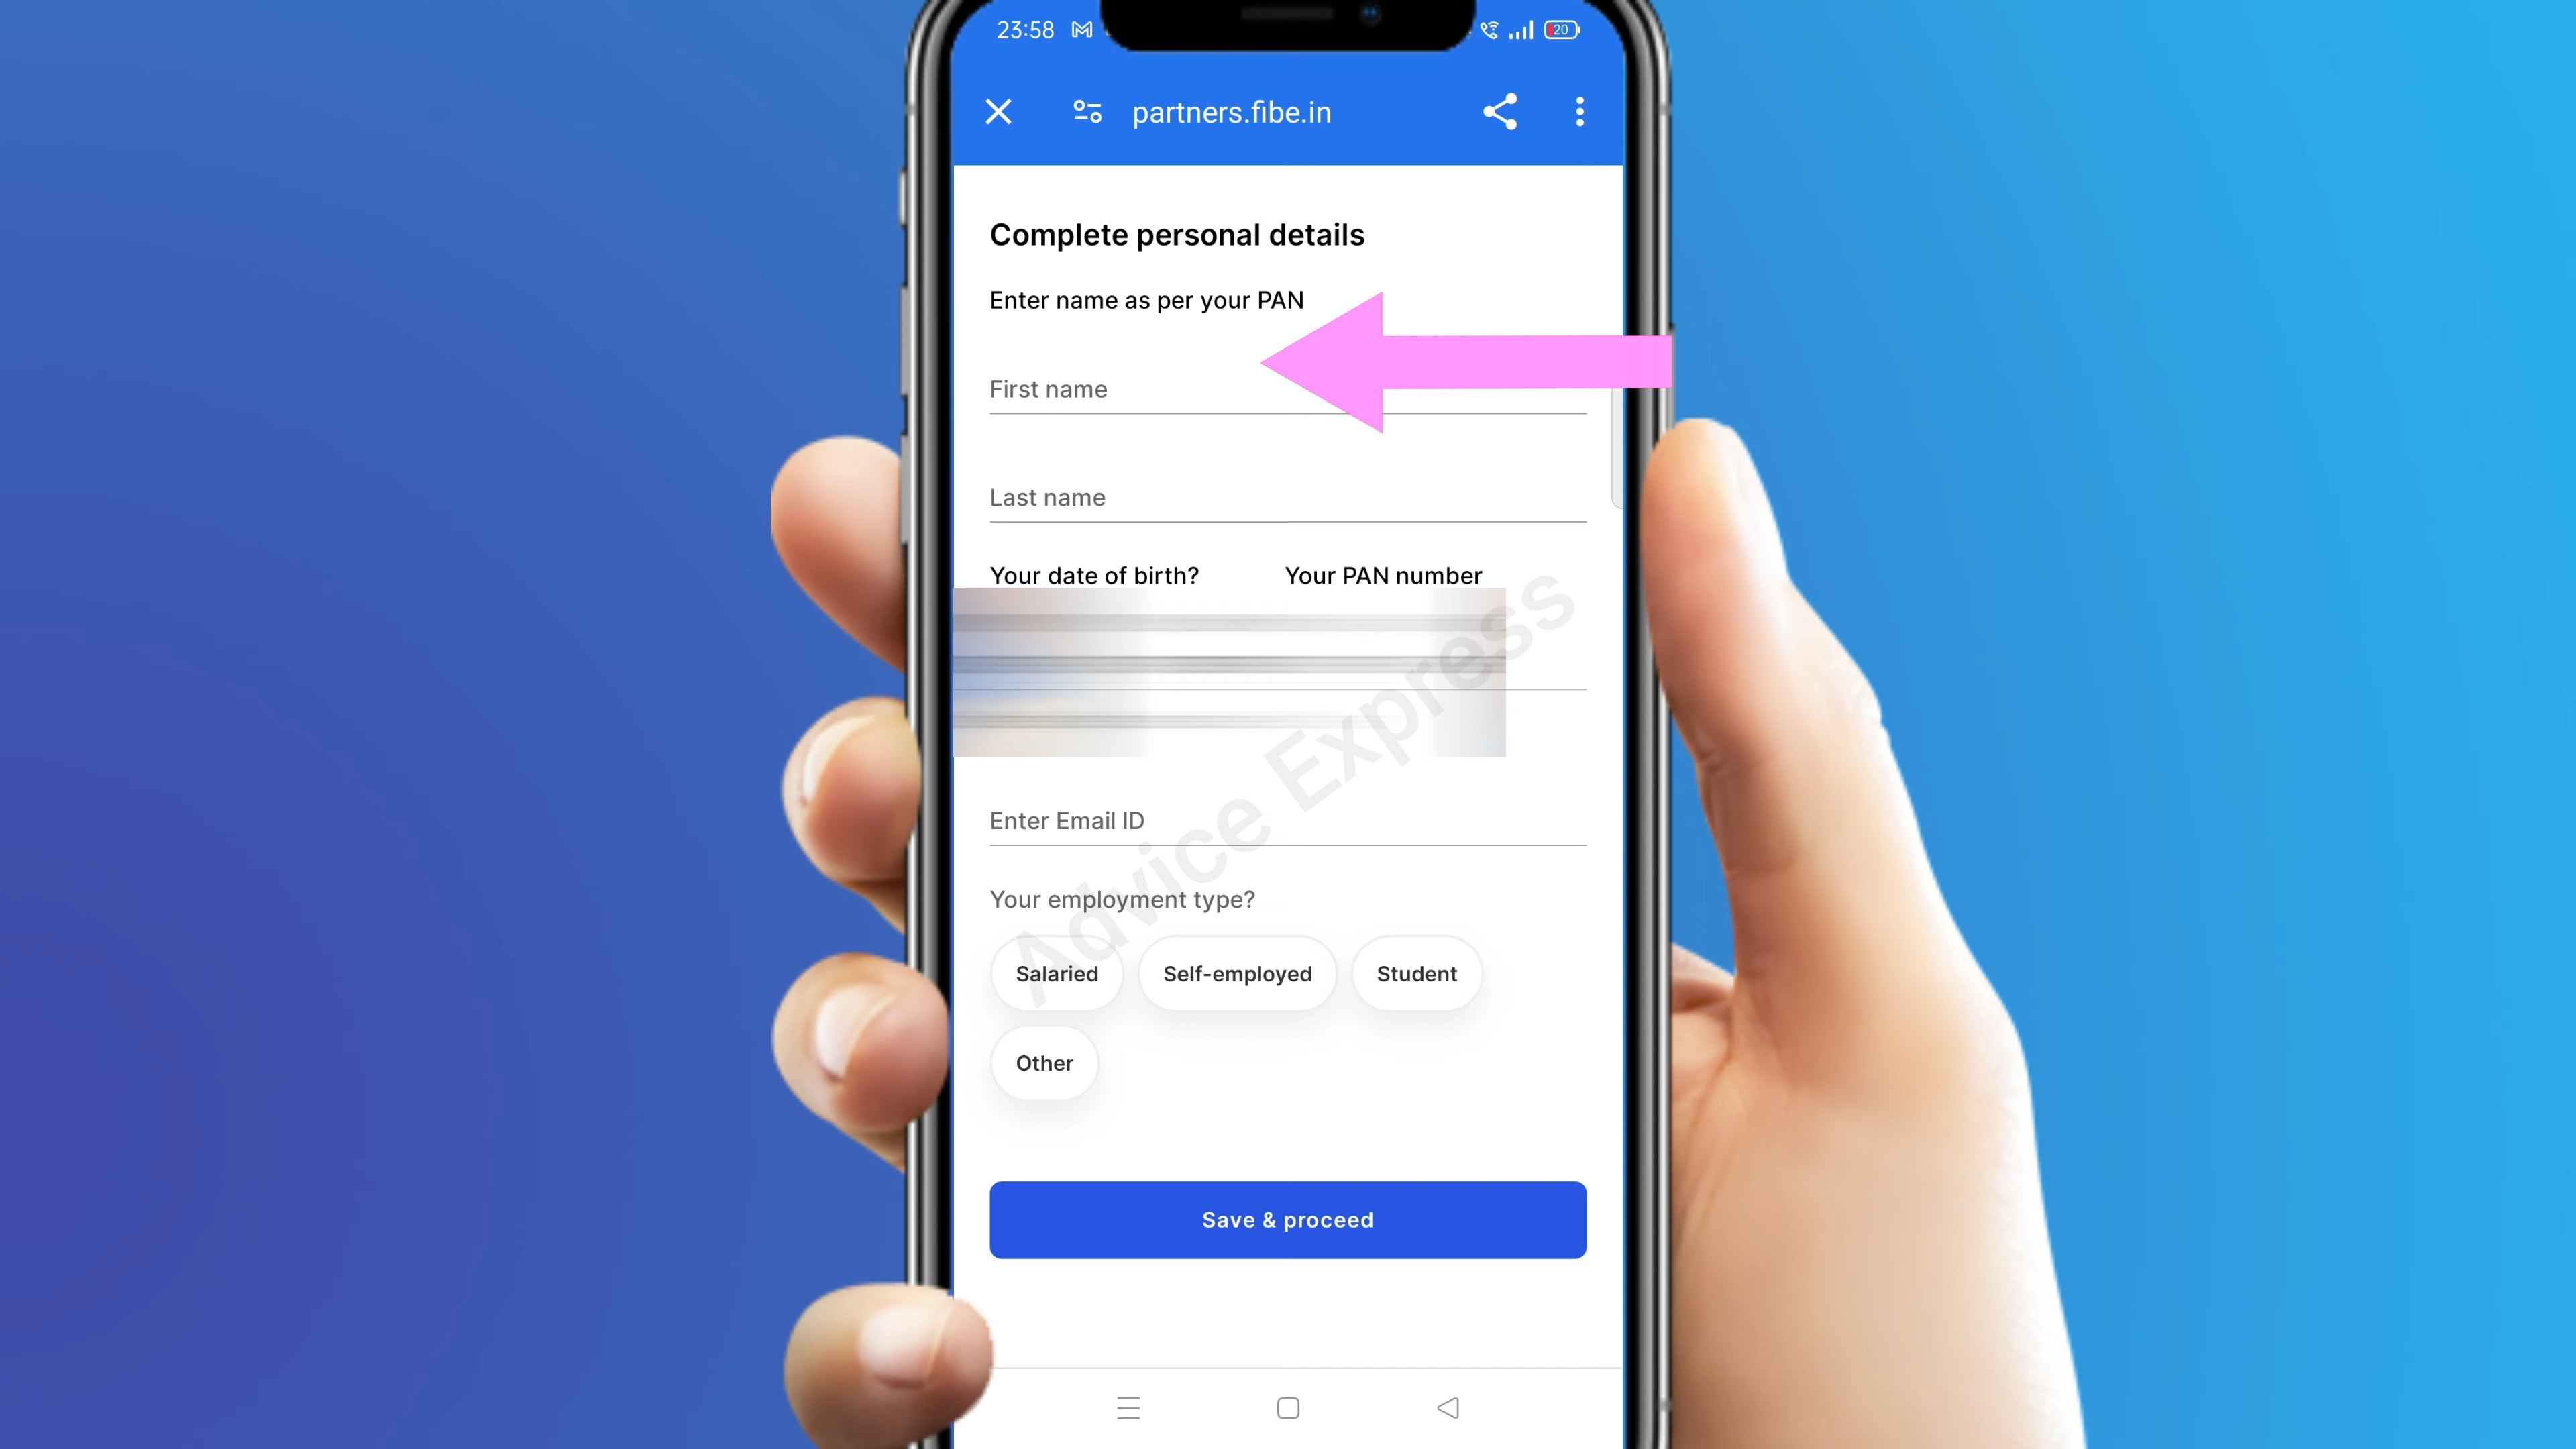 23:58
20
partners.fibe.in
Complete personal details
Enter name as per your PAN
First name
Last name
Your date of birth? Your PAN number
Enter Email ID
Your employment type?
Salaried Self-employed Student
Other
Save & proceed
Advice Express